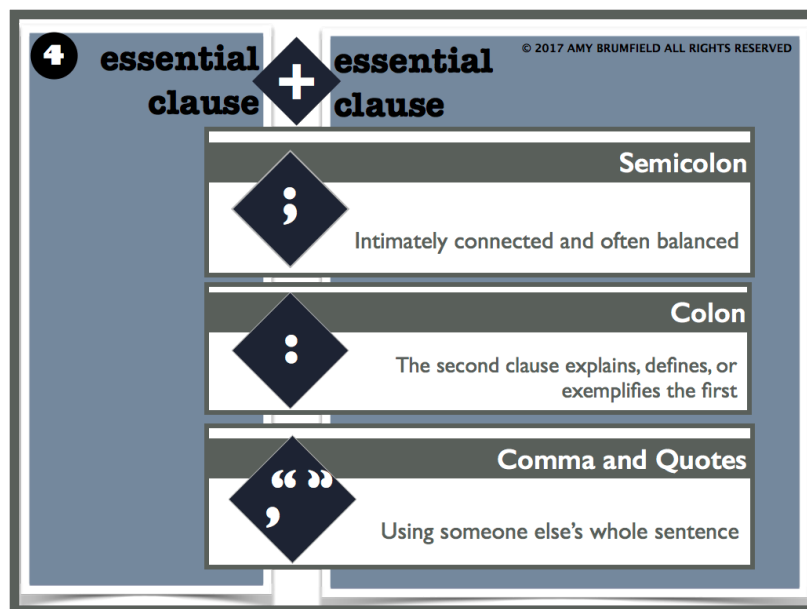 4
essential
clause
+
essential
clause
© 2017 AMY BRUMFIELD ALL RIGHTS RESERVED
Semicolon
;
Intimately connected and often balanced
Colon
:
The second clause explains, defines, or
exemplifies the first
Comma and Quotes
,“ ”
Using someone else’s whole sentence